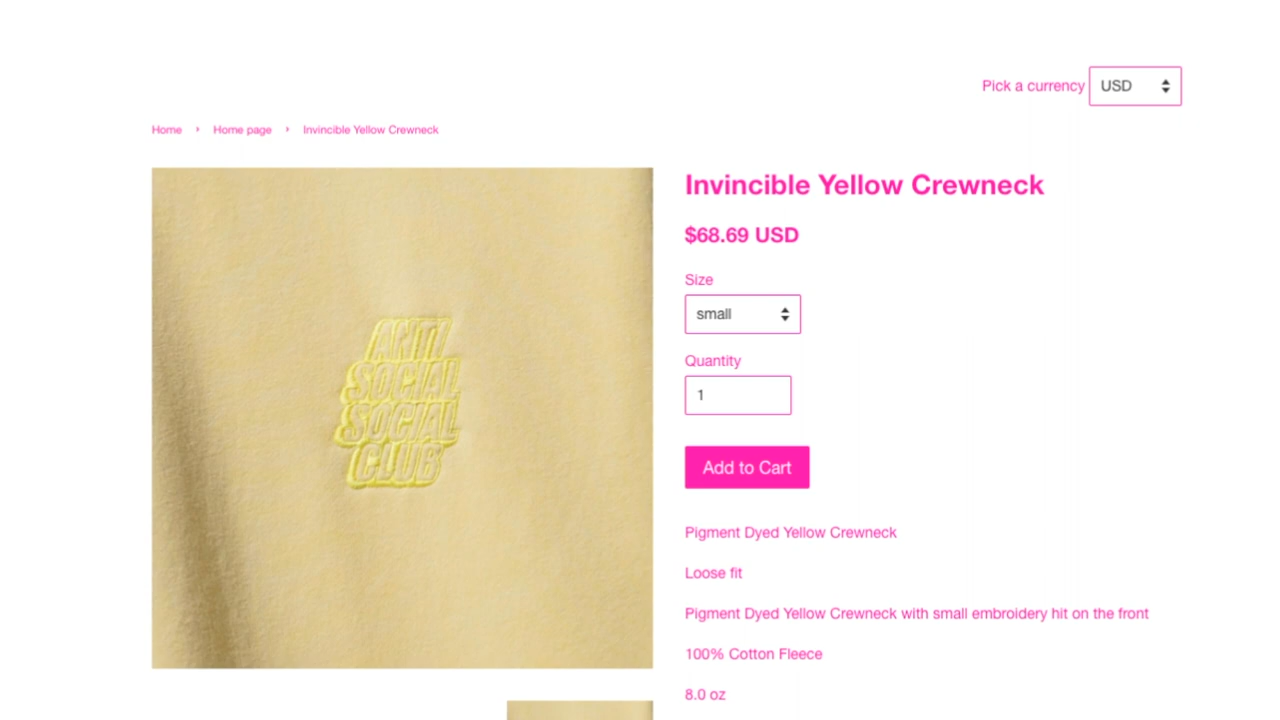 Pick a currency USD
Home › Home page › Invincible Yellow Crewneck
ANTI
SOCIAL
SOCIAL
CLUB
Invincible Yellow Crewneck
$68.69 USD
Size
small
Quantity
1
Add to Cart
Pigment Dyed Yellow Crewneck
Loose fit
Pigment Dyed Yellow Crewneck with small embroidery hit on the front
100% Cotton Fleece
8.0 oz